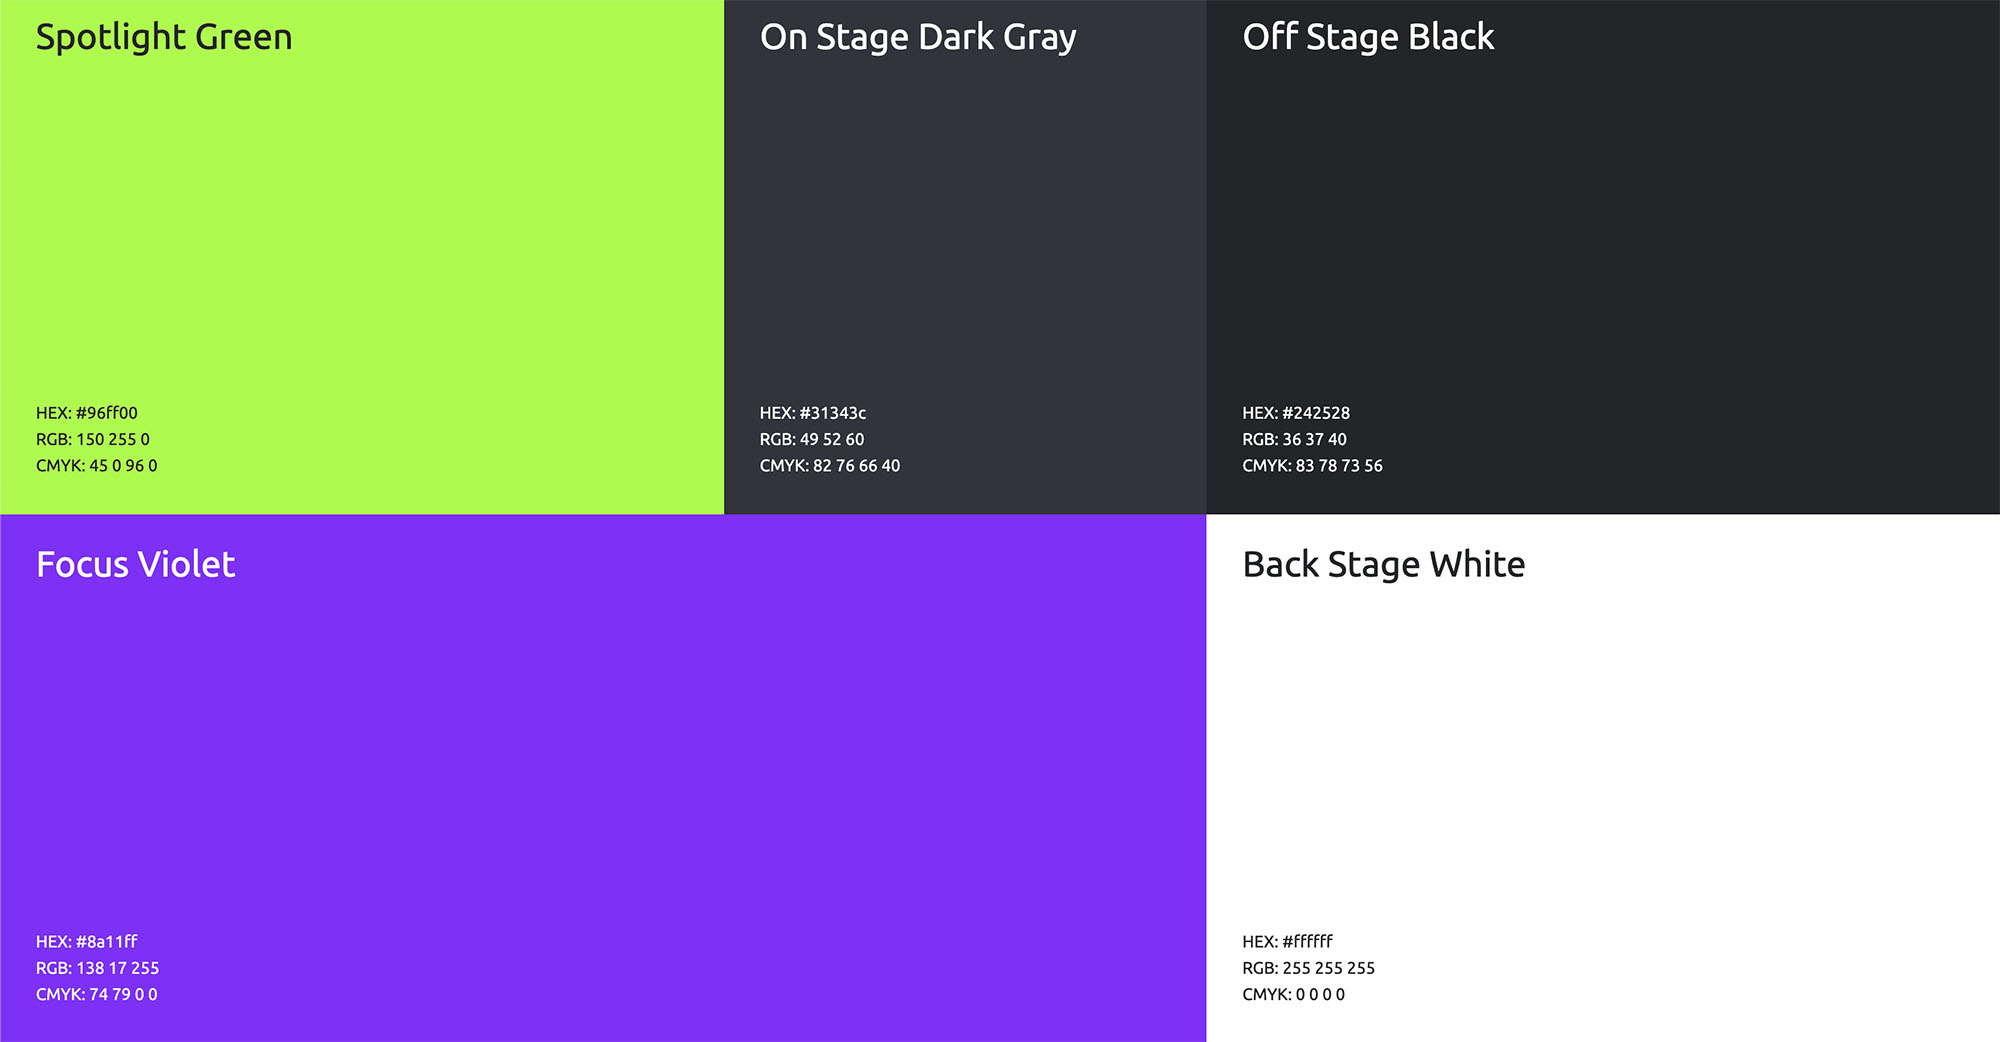 Spotlight Green
HEX: #96ff00
RGB: 150 255 0
CMYK: 45 0 96 0
On Stage Dark Gray
HEX: #31343c
RGB: 49 52 60
CMYK: 82 76 66 40
Off Stage Black
HEX: #242528
RGB: 36 37 40
CMYK: 83 78 73 56
Focus Violet
HEX: #8a11ff
RGB: 138 17 255
CMYK: 74 79 0 0
Back Stage White
HEX: #ffffff
RGB: 255 255 255
CMYK: 0 0 0 0